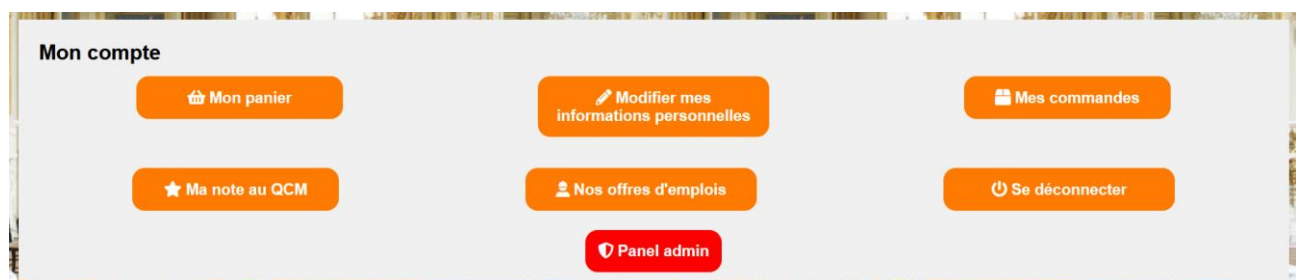 Mon compte
Mon panier
Modifier mes
informations personnelles
Mes commandes
Ma note au QCM
Nos offres d'emplois
Se déconnecter
Panel admin